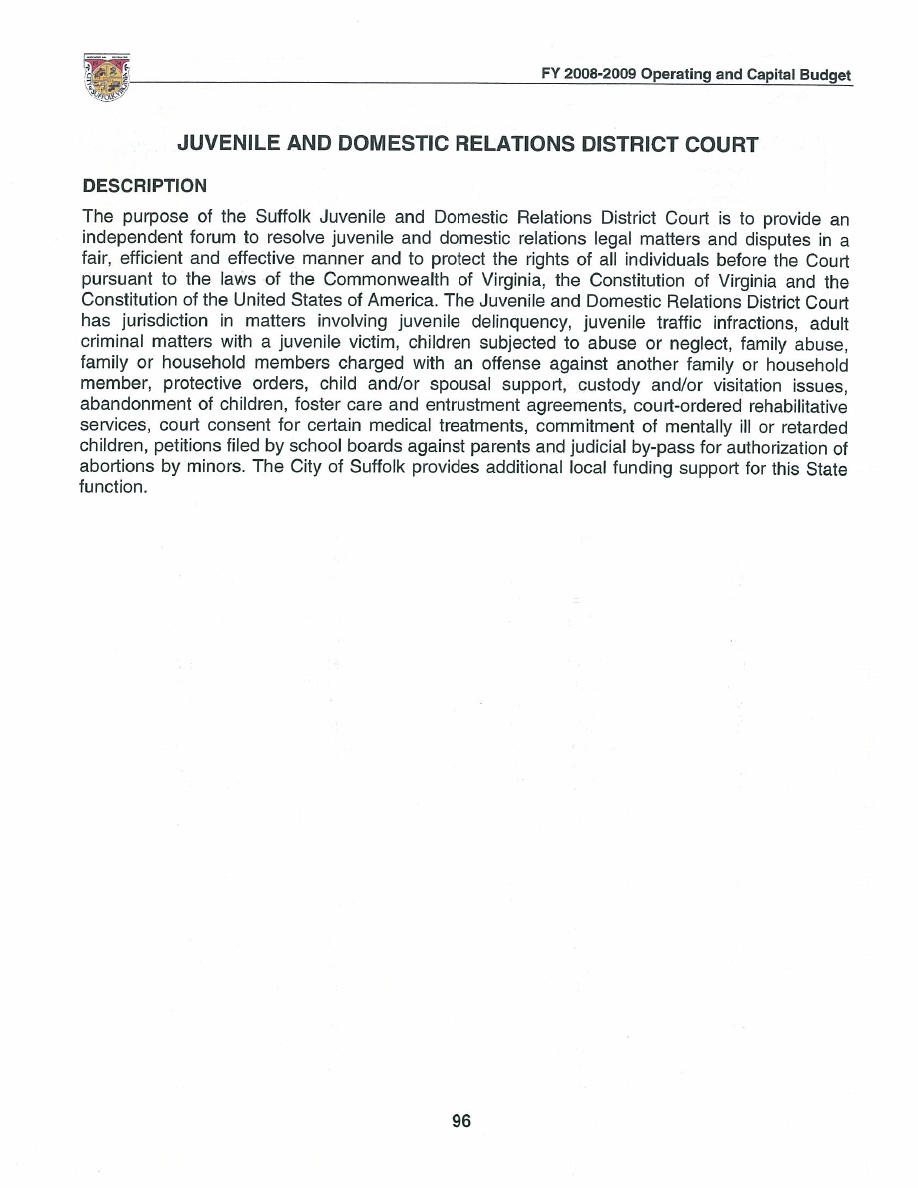 FY 2008-2009 Operating and Capital Budget
JUVENILE AND DOMESTIC RELATIONS DISTRICT COURT
DESCRIPTION
The purpose of the Suffolk Juvenile and Domestic Relations District Court is to provide an
independent forum to resolve juvenile and domestic relations legal matters and disputes in a
fair, efficient and effective manner and to protect the rights of all individuals before the Court
pursuant to the laws of the Commonwealth of Virginia, the Constitution of Virginia and the
Constitution of the United States of America. The Juvenile and Domestic Relations District Court
has jurisdiction in matters involving juvenile delinquency, juvenile traffic infractions, adult
criminal matters with a juvenile victim, children subjected to abuse or neglect, family abuse,
family or household members charged with an offense against another family or household
member, protective orders, child and/or spousal support, custody and/or visitation issues,
abandonment of children, foster care and entrustment agreements, court-ordered rehabilitative
services, court consent for certain medical treatments, commitment of mentally ill or retarded
children, petitions filed by school boards against parents and judicial by-pass for authorization of
abortions by minors. The City of Suffolk provides additional local funding support for this State
function.
96